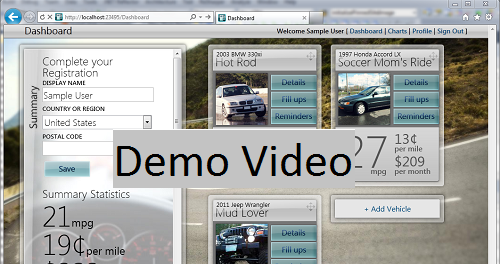 http://localhost:23495/Dashboard
Dashboard
Dashboard
Welcome Sample User [ Dashboard | Charts | Profile | Sign Out ]
Summary
Complete your
Registration
DISPLAY NAME
Sample User
COUNTRY OR REGION
United States
POSTAL CODE
Save
Summary Statistics
21 mpg
19¢ per mile
2003 BMW 330xi
Hot Rod
Details
Fill ups
Reminders
1997 Honda Accord LX
Soccer Mom's Ride
Details
Fill ups
Reminders
27 mpg
13¢
per mile
$209
per month
Demo Video
2011 Jeep Wrangler
Mud Lover
Details
Fill ups
+ Add Vehicle